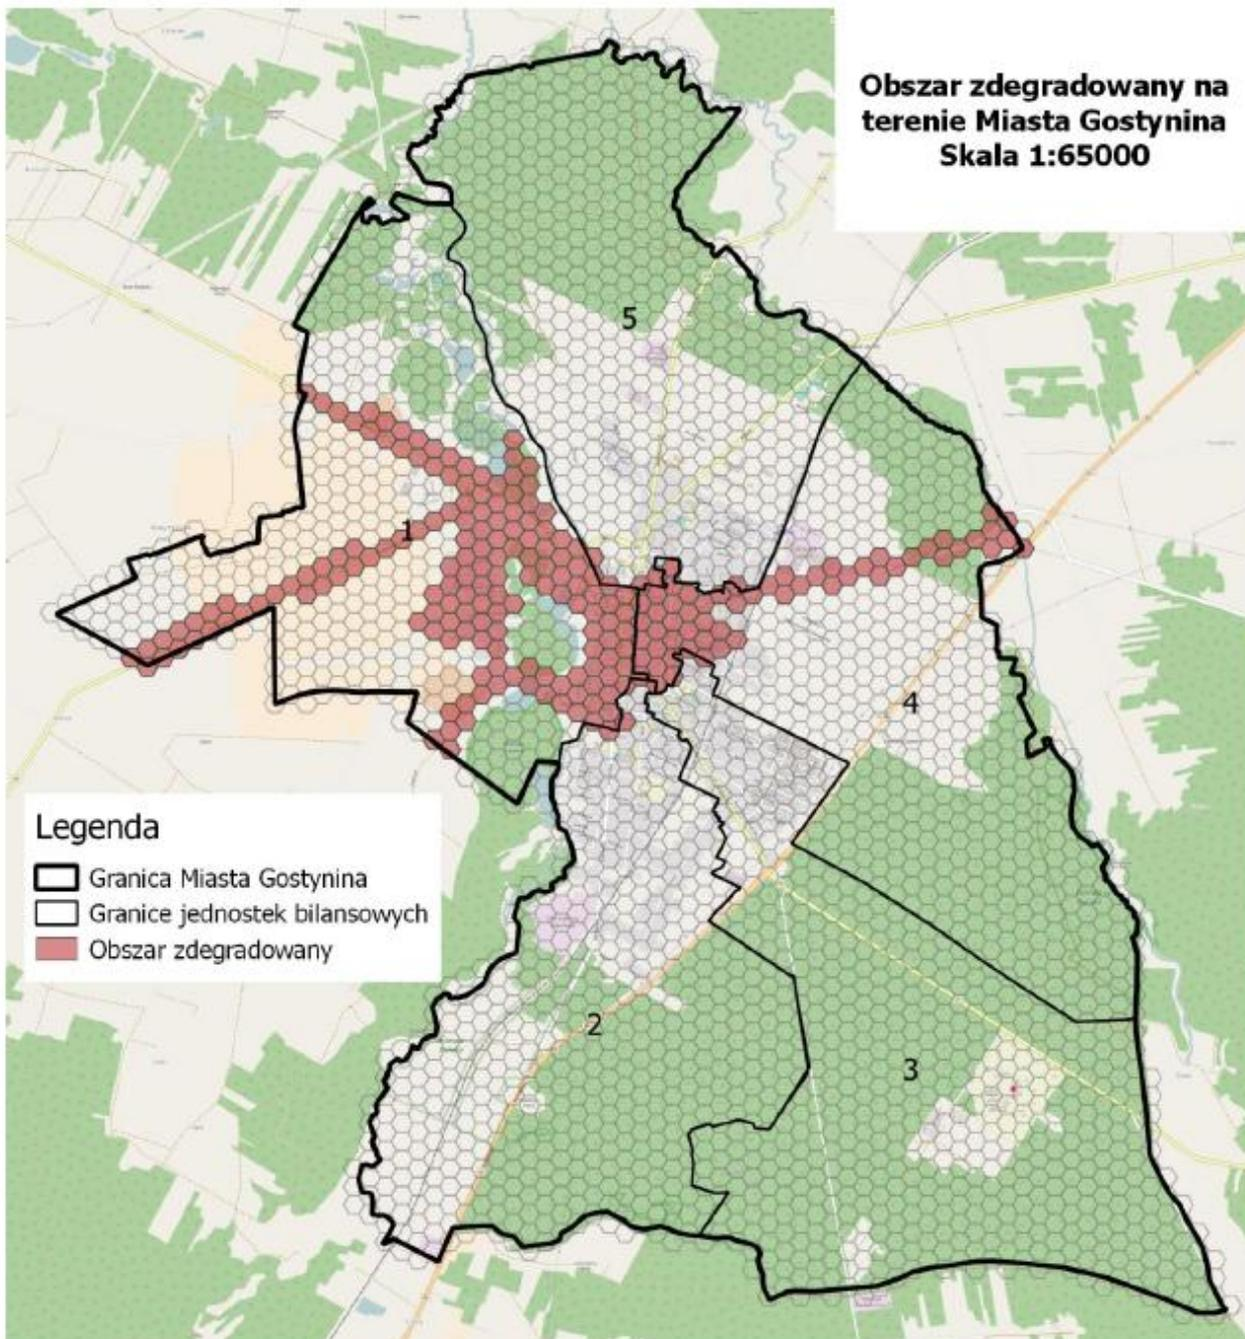 Obszar zdegradowany na
terenie Miasta Gostynina
Skala 1:65000
5
1
4
Legenda
Granica Miasta Gostynina
Granice jednostek bilansowych
Obszar zdegradowany
2
3